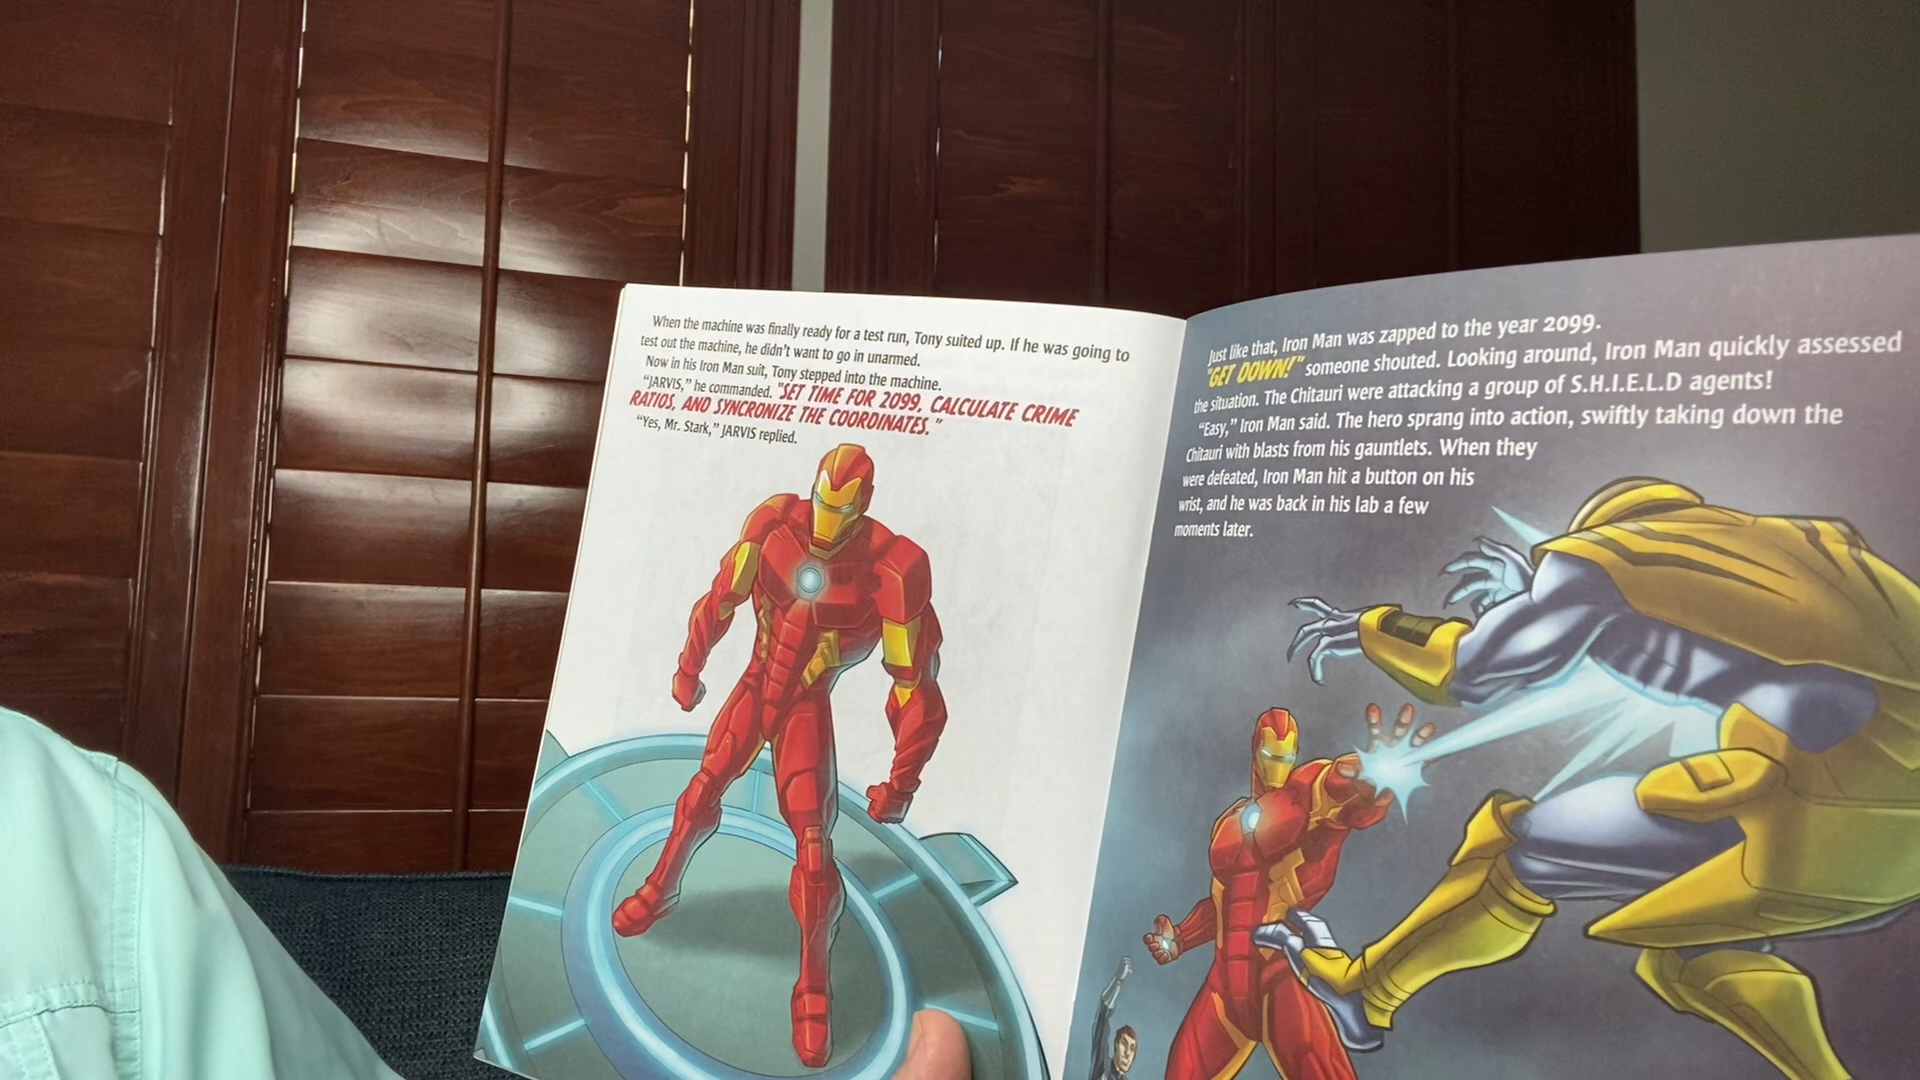 When the machine was finally ready for a test run, Tony suited up. If he was going to
test out the machine, he didn't want to go in unarmed.
Now in his Iron Man suit, Tony stepped into the machine.
"JARVIS," he commanded. "SET TIME FOR 2099, CALCULATE CRIME
RATIOS, AND SYNCRONIZE THE COORDINATES."
"Yes, Mr. Stark," JARVIS replied.
Just like that, Iron Man was zapped to the year 2099.
"GET DOWN!" someone shouted. Looking around, Iron Man quickly assessed
the situation. The Chitauri were attacking a group of S.H.I.E.L.D agents!
"Easy," Iron Man said. The hero sprang into action, swiftly taking down the
Chitauri with blasts from his gauntlets. When they
were defeated, Iron Man hit a button on his
wrist, and he was back in his lab a few
moments later.